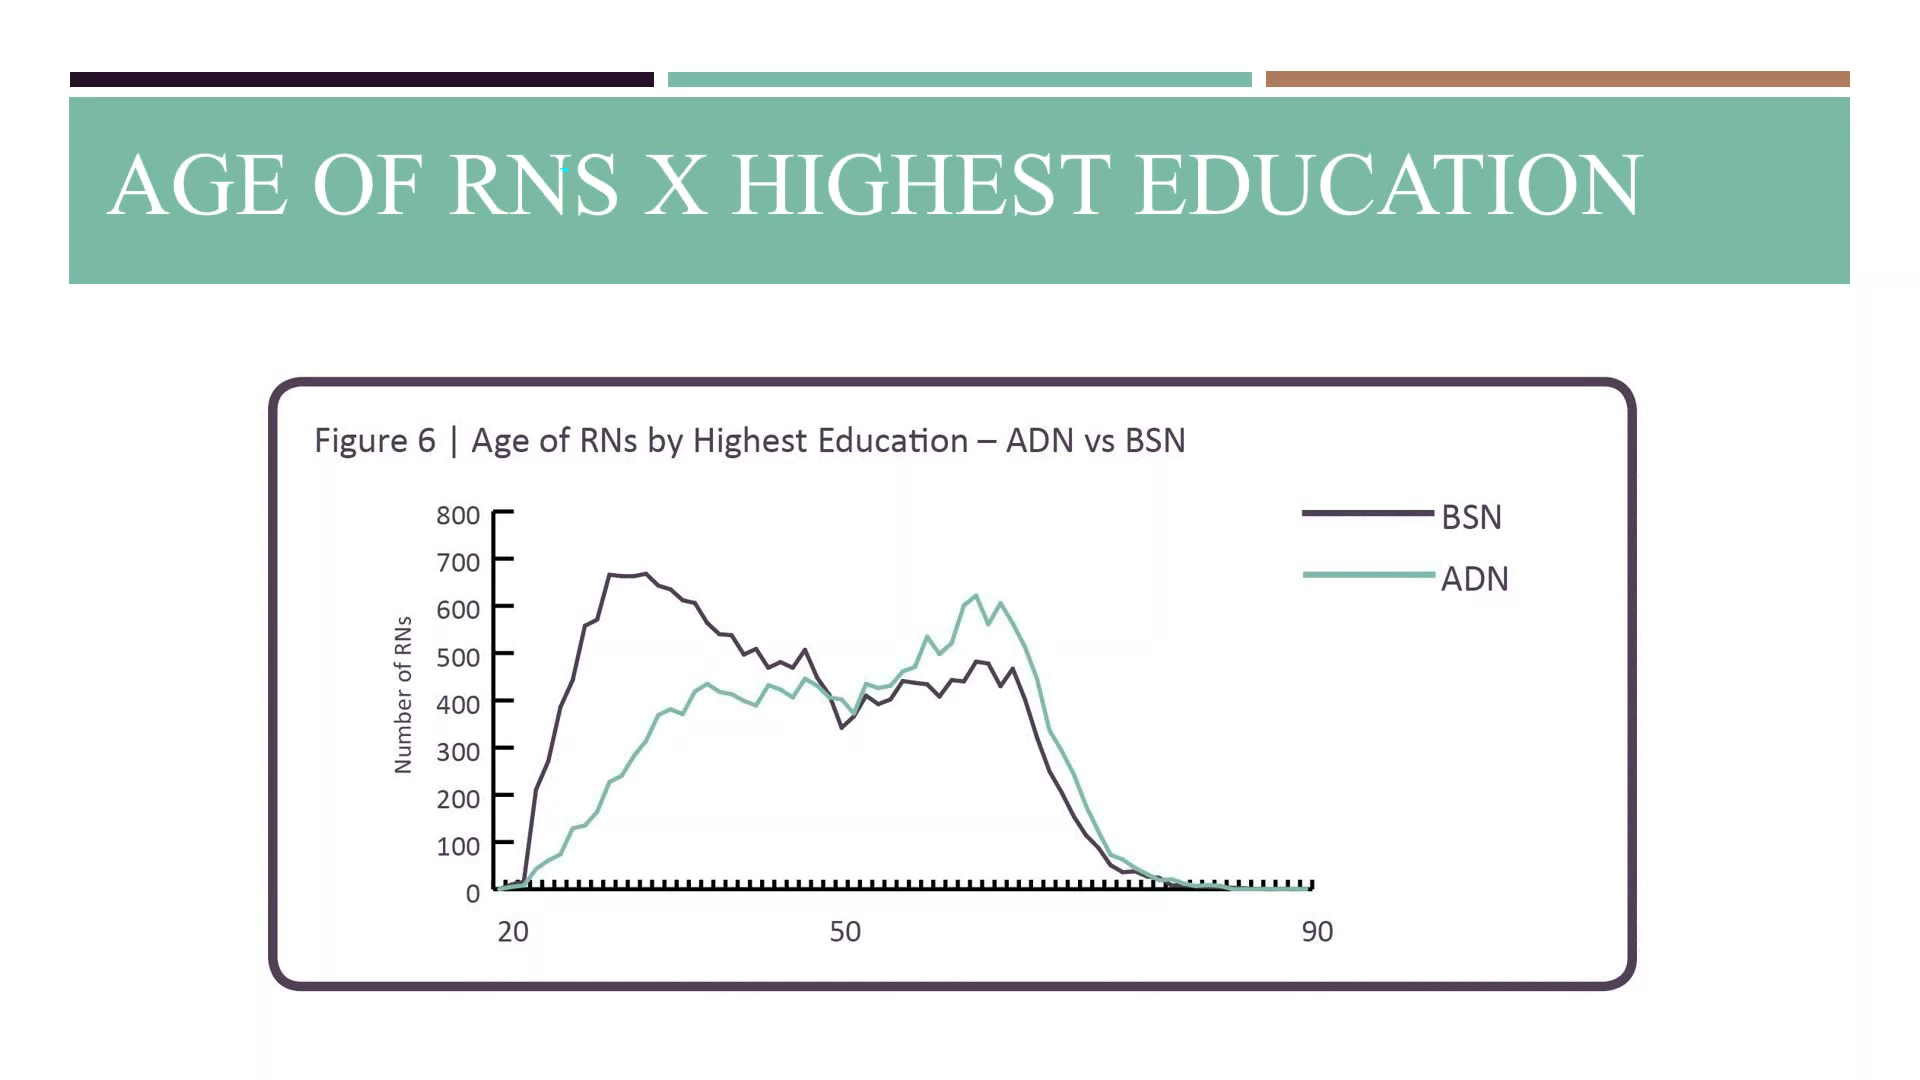 AGE OF RNS X HIGHEST EDUCATION
Figure 6 | Age of RNs by Highest Education – ADN vs BSN
BSN
ADN
Number of RNs
800
700
600
500
400
300
200
100
0
20 50 90